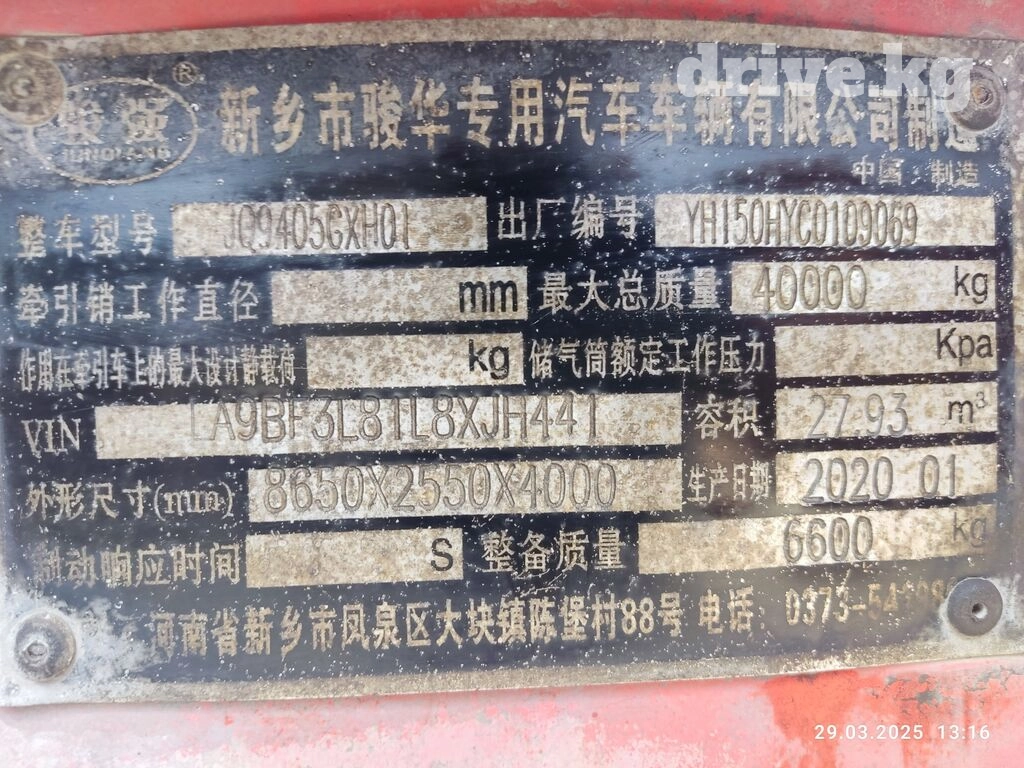 drive.kg
®
新乡市骏华专用汽车车辆有限公司制造
中国 制造
整车型号 JQ9405GXH01 出厂编号 YH150HYC0109069
牵引销工作直径 mm 最大总质量 40000 kg
作用在牵引车上的最大设计静载荷 kg 储气筒额定工作压力 Kpa
VIN LA9BF3L81L8XJH441 容积 27.93 m³
外形尺寸(mm) 8650X2550X4000 生产日期 2020 01
制动响应时间 S 整备质量 6600 kg
河南省新乡市凤泉区大块镇陈堡村88号 电话: 0373-
29.03.2025 13:16